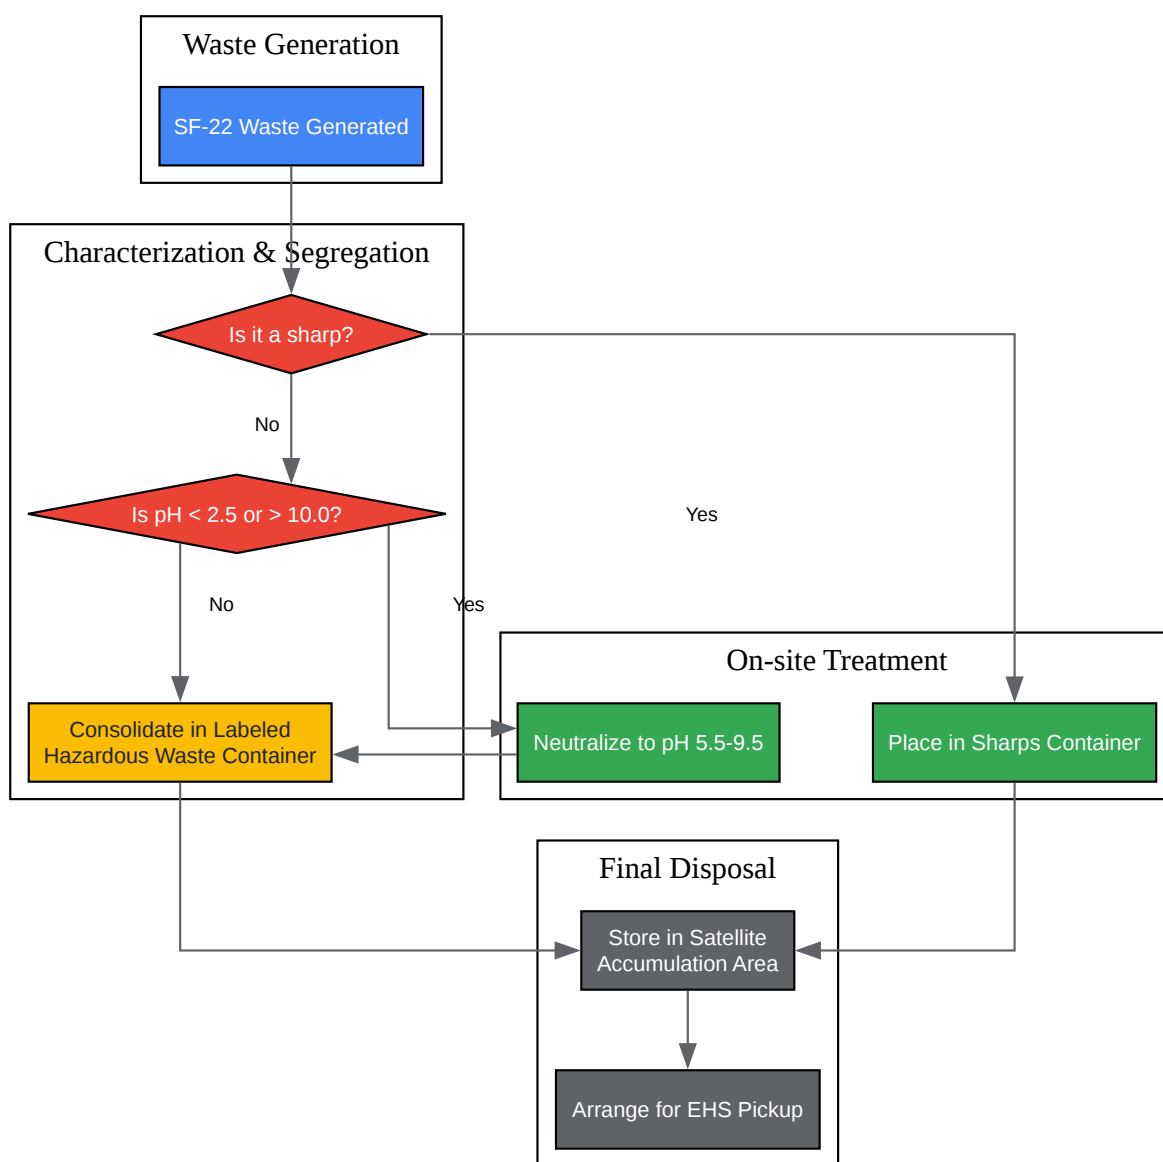 Waste Generation
SF-22 Waste Generated
Characterization & Segregation
Is it a sharp?
No
Is pH < 2.5 or > 10.0?
Yes
No
Yes
On-site Treatment
Consolidate in Labeled
Hazardous Waste Container
Neutralize to pH 5.5-9.5
Place in Sharps Container
Final Disposal
Store in Satellite
Accumulation Area
Arrange for EHS Pickup